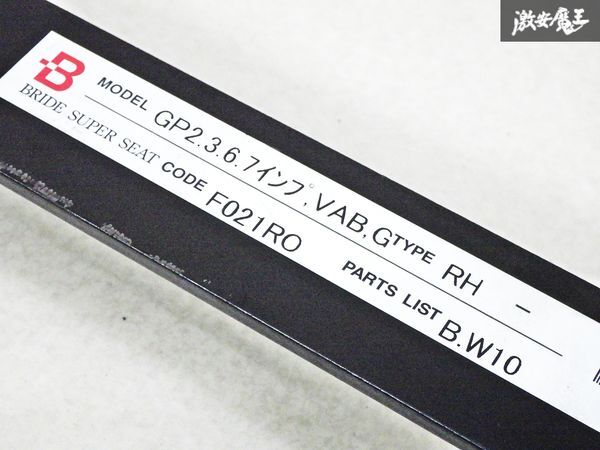 激安魔王
B
BRIDE SUPER SEAT
MODEL GP2.3.6.7インプ,VAB,G TYPE RH -
CODE F021RO PARTS LIST B.W10